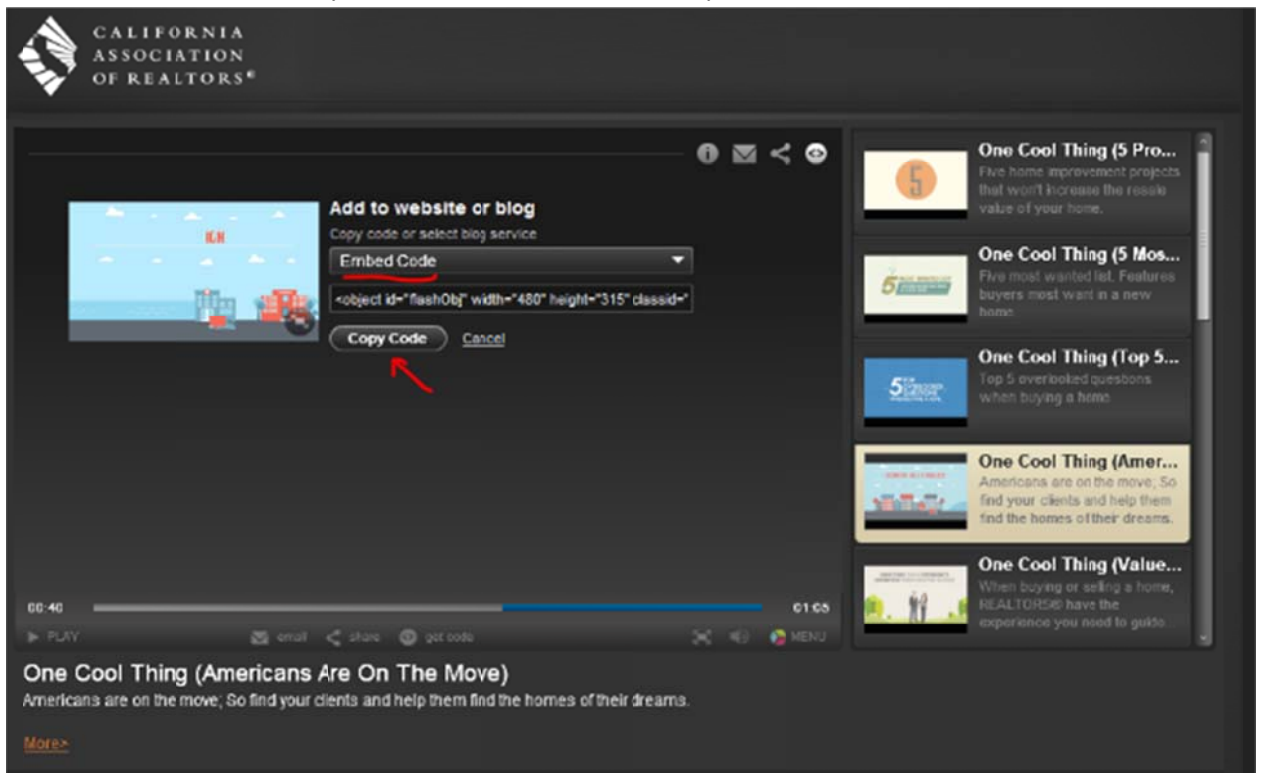 CALIFORNIA
ASSOCIATION
OF REALTORS®
Add to website or blog
Copy code or select blog service
Embed Code
<object id="flashObj" width="480" height="315" classid="
Copy Code
Cancel
00:40
01:05
PLAY
email
share
get code
MENU
One Cool Thing (Americans Are On The Move)
Americans are on the move; So find your clients and help them find the homes of their dreams.
More>
One Cool Thing (5 Pro...
Five home improvement projects
that won't increase the resale
value of your home.
One Cool Thing (5 Mos...
Five most wanted list. Features
buyers most want in a new
home
One Cool Thing (Top 5...
Top 5 overlooked questions
when buying a home
One Cool Thing (Amer...
Americans are on the move; So
find your clients and help them
find the homes of their dreams.
One Cool Thing (Value...
When buying or selling a home,
REALTORS® have the
experience you need to guide...